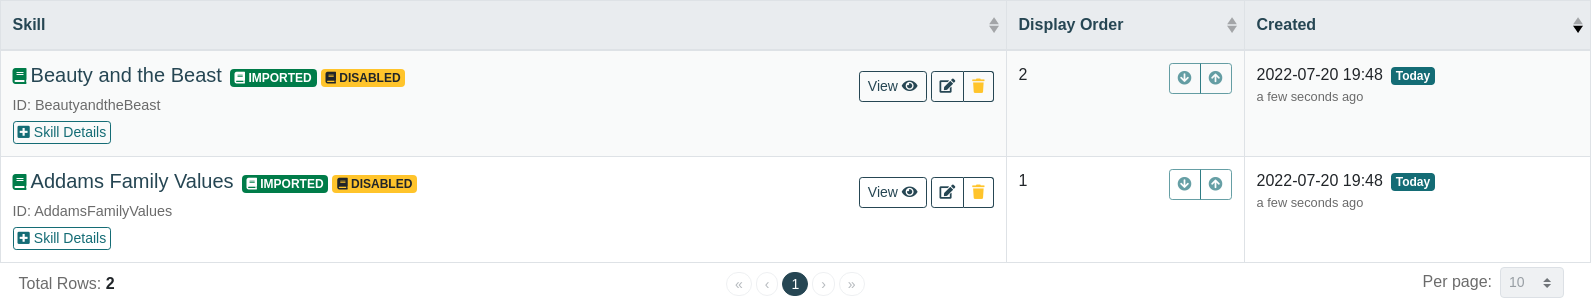 Skill Display Order Created
Beauty and the Beast IMPORTED DISABLED View 2 2022-07-20 19:48 Today
ID: BeautyandtheBeast a few seconds ago
Skill Details
Addams Family Values IMPORTED DISABLED View 1 2022-07-20 19:48 Today
ID: AddamsFamilyValues a few seconds ago
Skill Details
Total Rows: 2 « ‹ 1 › » Per page: 10